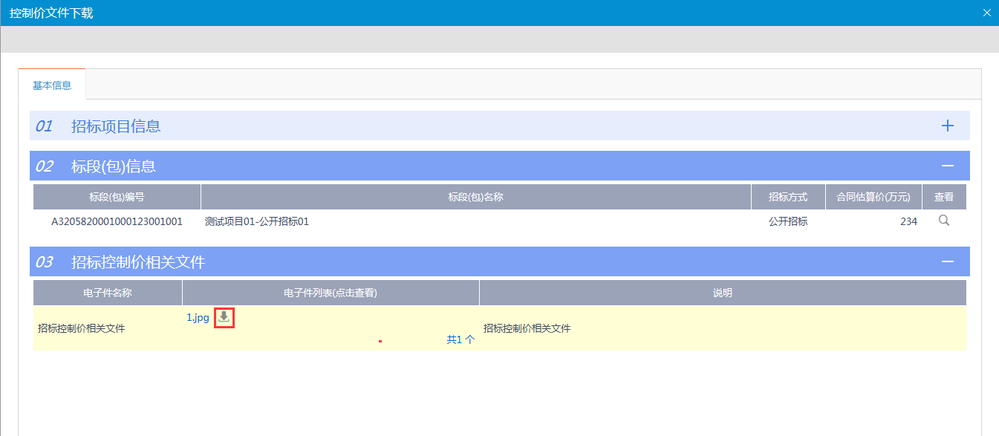 控制价文件下载
基本信息
01 招标项目信息
02 标段(包)信息
标段(包)编号 标段(包)名称 招标方式 合同估算价(万元) 查看
A3205820001000123001001 测试项目01-公开招标01 公开招标 234
03 招标控制价相关文件
电子件名称 电子件列表(点击查看) 说明
招标控制价相关文件 1.jpg 招标控制价相关文件
共1 个